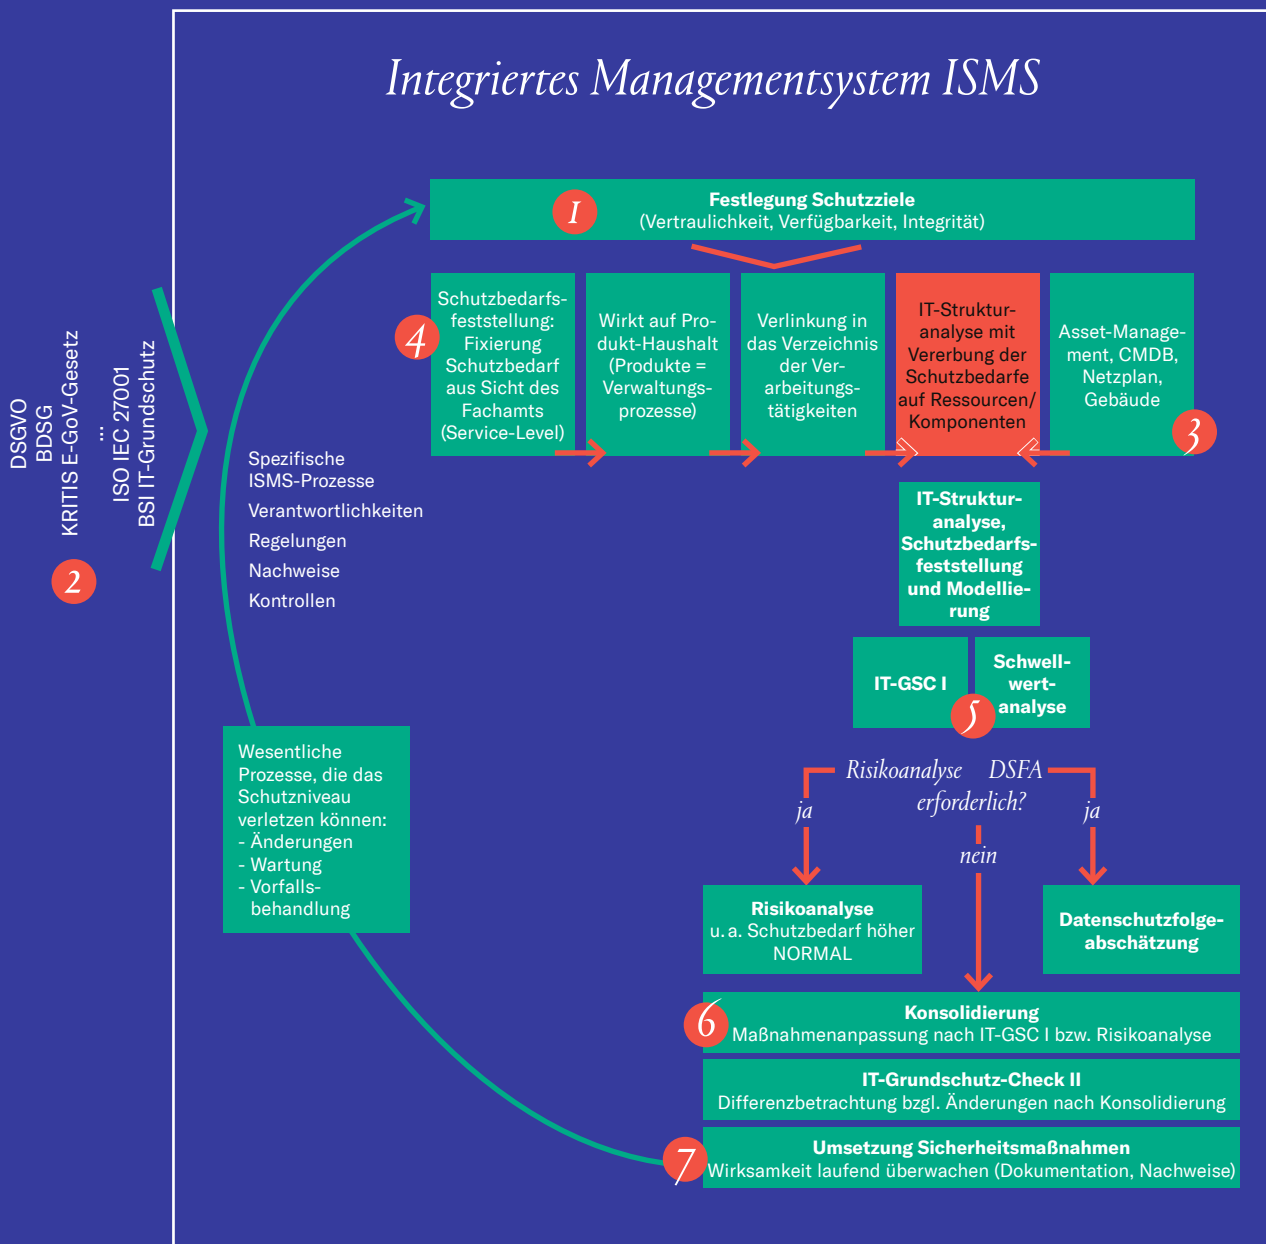 Integriertes Managementsystem ISMS
1
Festlegung Schutzziele
(Vertraulichkeit, Verfügbarkeit, Integrität)
4
Schutzbedarfs-
feststellung:
Fixierung
Schutzbedarf
aus Sicht des
Fachamts
(Service-Level)
Wirkt auf Pro-
dukt-Haushalt
(Produkte =
Verwaltungs-
prozesse)
Verlinkung in
das Verzeichnis
der Ver-
arbeitungs-
tätigkeiten
IT-Struktur-
analyse mit
Vererbung der
Schutzbedarfe
auf Ressourcen/
Komponenten
Asset-Manage-
ment, CMDB,
Netzplan,
Gebäude
3
DSGVO
BDSG
KRITIS E-GoV-Gesetz
...
ISO IEC 27001
BSI IT-Grundschutz
2
Spezifische
ISMS-Prozesse
Verantwortlichkeiten
Regelungen
Nachweise
Kontrollen
IT-Struktur-
analyse,
Schutzbedarfs-
feststellung
und Modellie-
rung
IT-GSC I
Schwell-
wert-
analyse
5
Wesentliche
Prozesse, die das
Schutzniveau
verletzen können:
- Änderungen
- Wartung
- Vorfalls-
behandlung
Risikoanalyse DSFA
erforderlich?
ja
ja
nein
Risikoanalyse
u. a. Schutzbedarf höher
NORMAL
Datenschutzfolge-
abschätzung
6
Konsolidierung
Maßnahmenanpassung nach IT-GSC I bzw. Risikoanalyse
IT-Grundschutz-Check II
Differenzbetrachtung bzgl. Änderungen nach Konsolidierung
7
Umsetzung Sicherheitsmaßnahmen
Wirksamkeit laufend überwachen (Dokumentation, Nachweise)